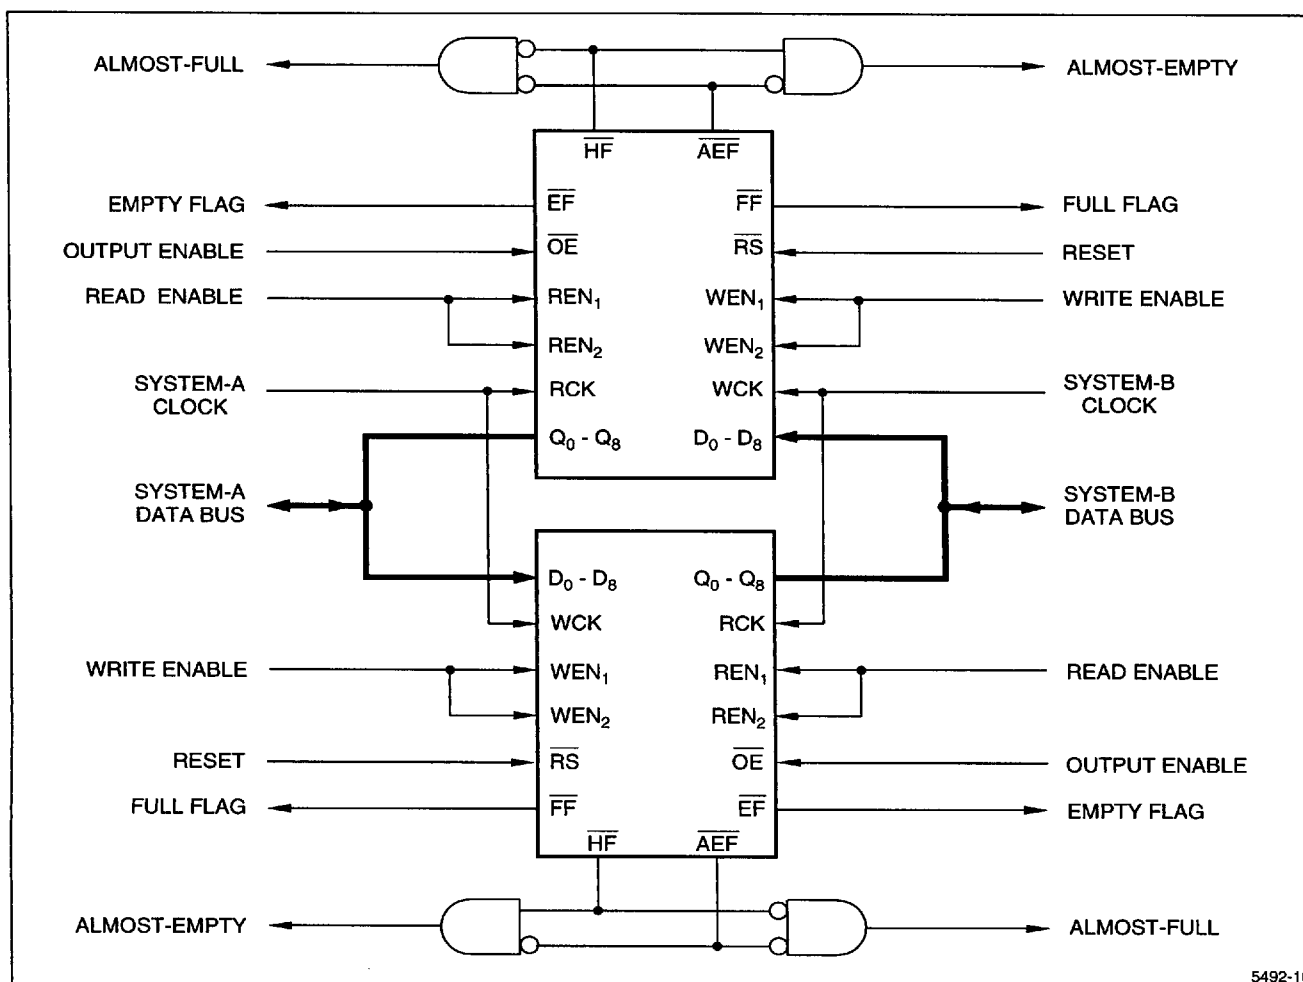 ALMOST-FULL
ALMOST-EMPTY
HF
AEF
EMPTY FLAG
EF
FF
FULL FLAG
OUTPUT ENABLE
OE
RS
RESET
READ ENABLE
REN1
WEN1
WRITE ENABLE
REN2
WEN2
SYSTEM-A
CLOCK
RCK
WCK
SYSTEM-B
CLOCK
Q0 - Q8
D0 - D8
SYSTEM-A
DATA BUS
SYSTEM-B
DATA BUS
D0 - D8
Q0 - Q8
WCK
RCK
WRITE ENABLE
WEN1
REN1
READ ENABLE
WEN2
REN2
RESET
RS
OE
OUTPUT ENABLE
FULL FLAG
FF
EF
EMPTY FLAG
HF
AEF
ALMOST-EMPTY
ALMOST-FULL